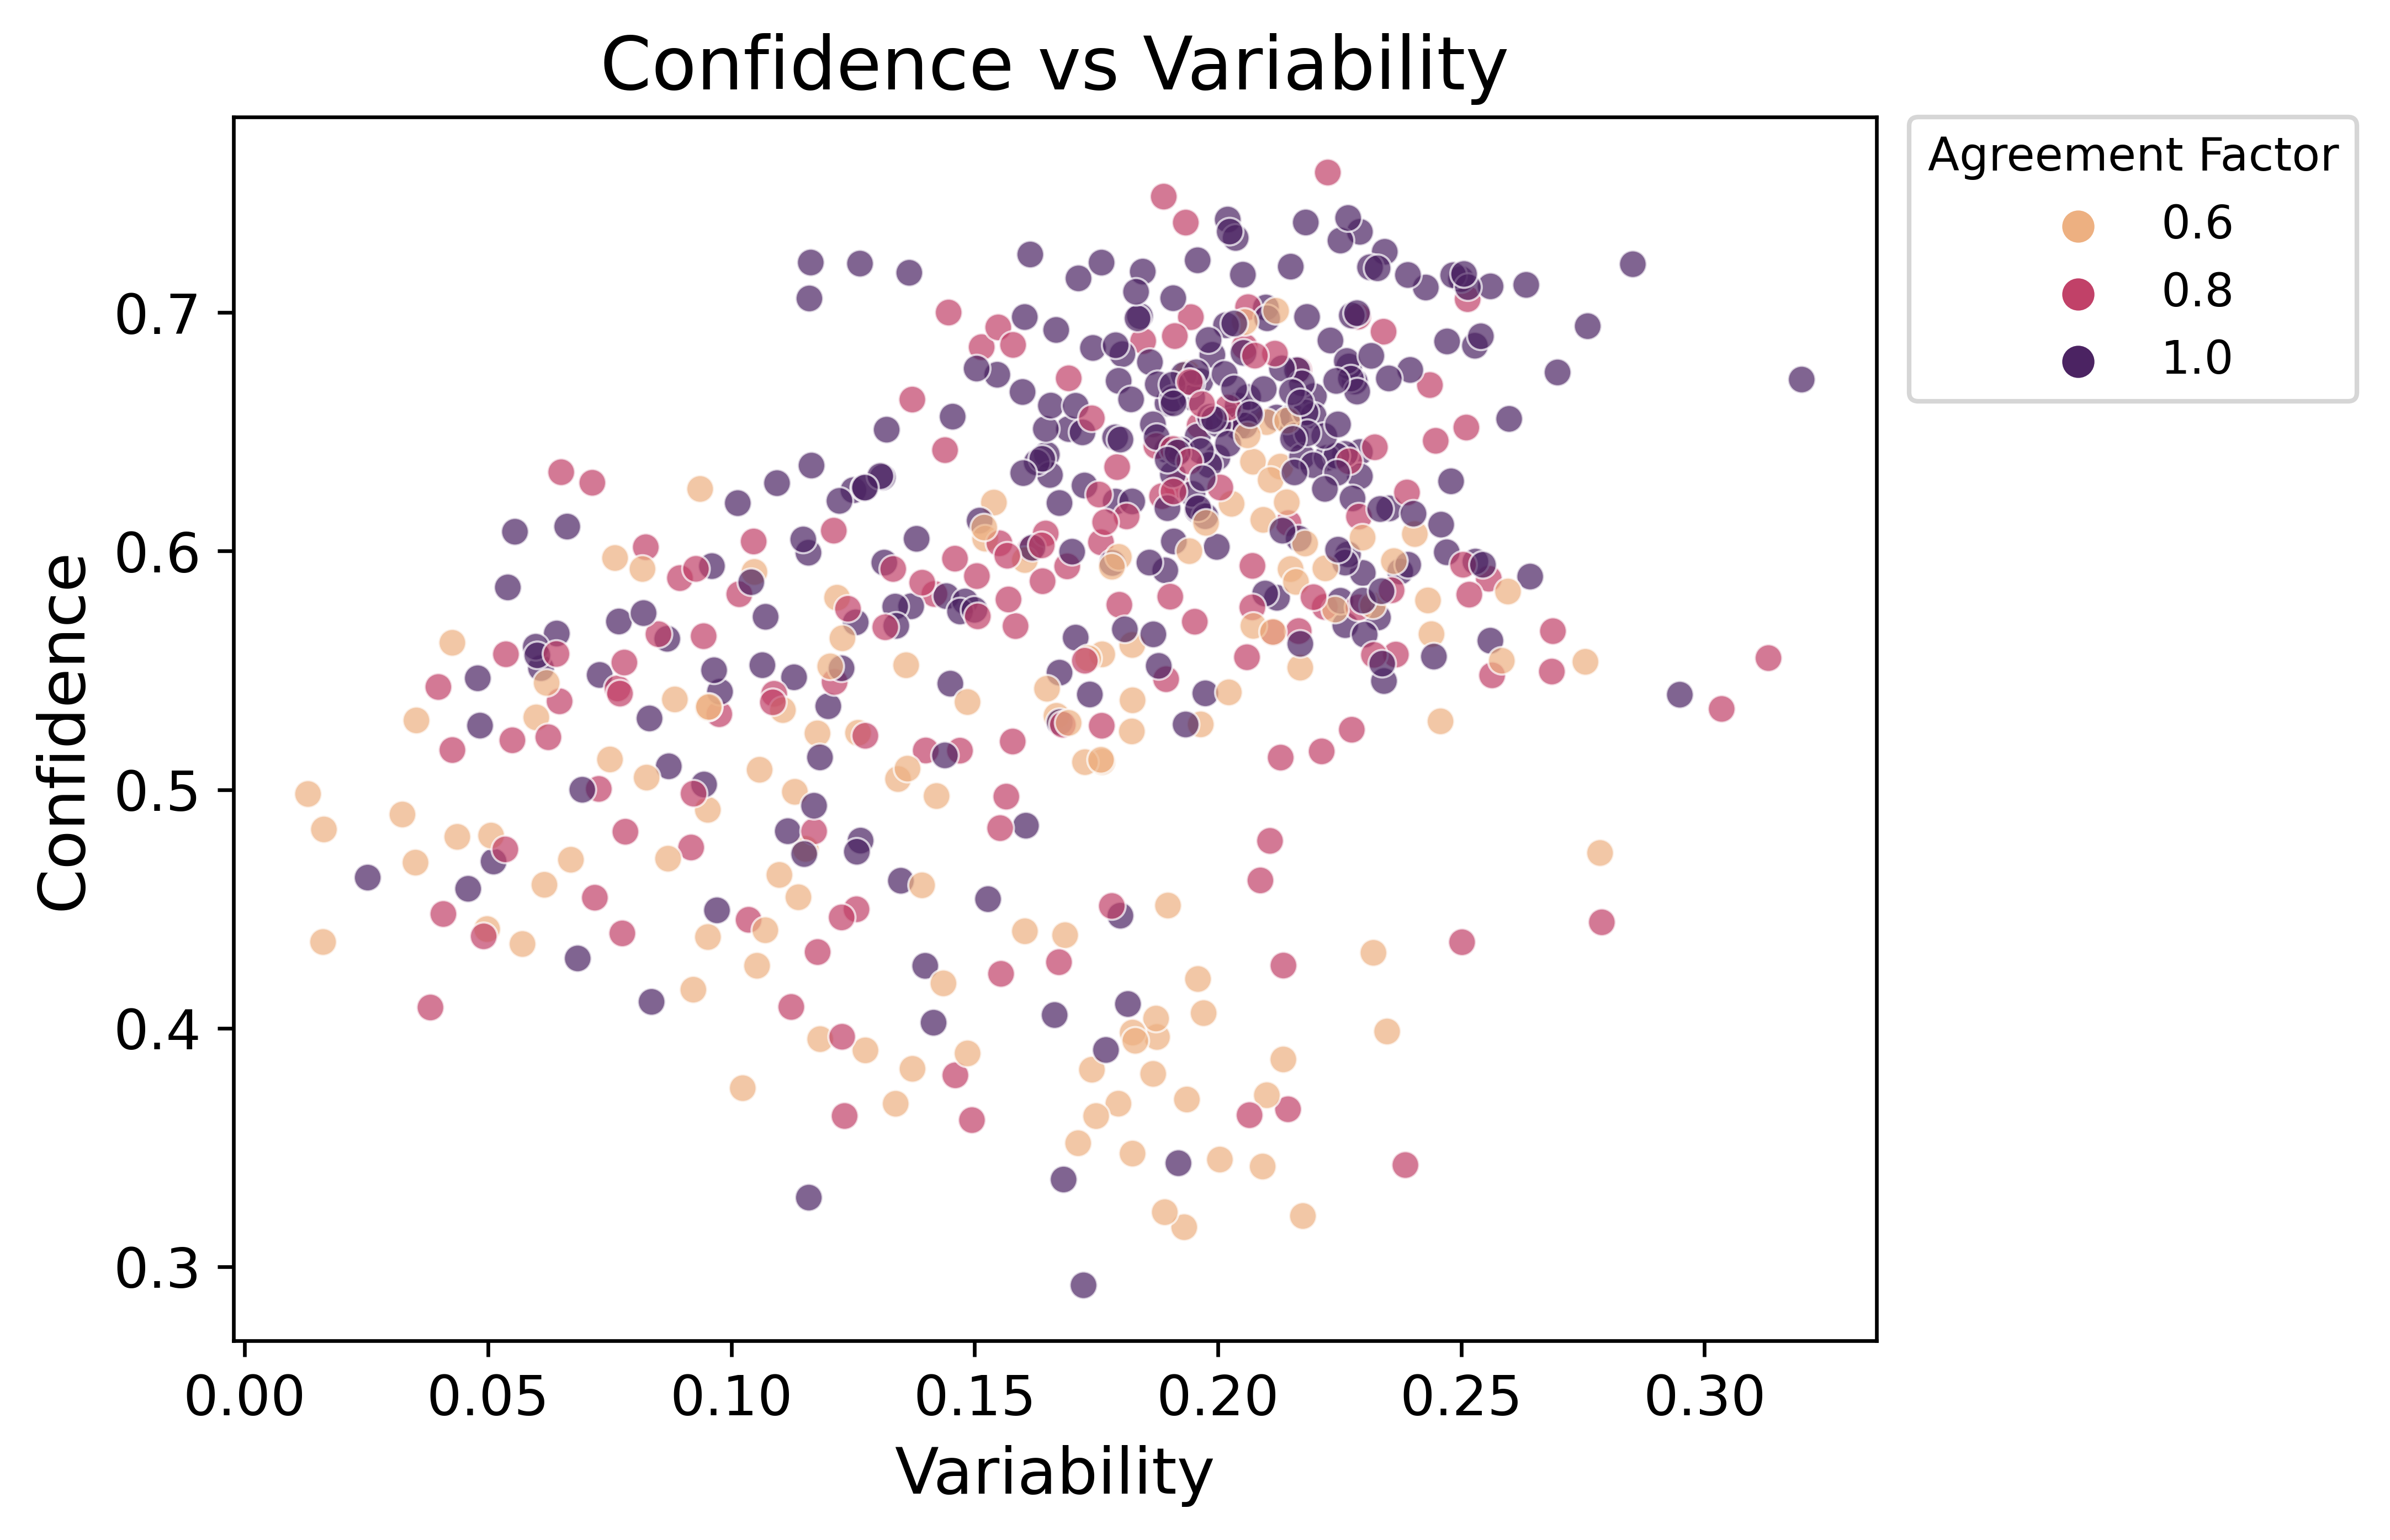 Confidence vs Variability
Agreement Factor
0.6
0.8
1.0
Confidence
0.7
0.6
0.5
0.4
0.3
0.00 0.05 0.10 0.15 0.20 0.25 0.30
Variability